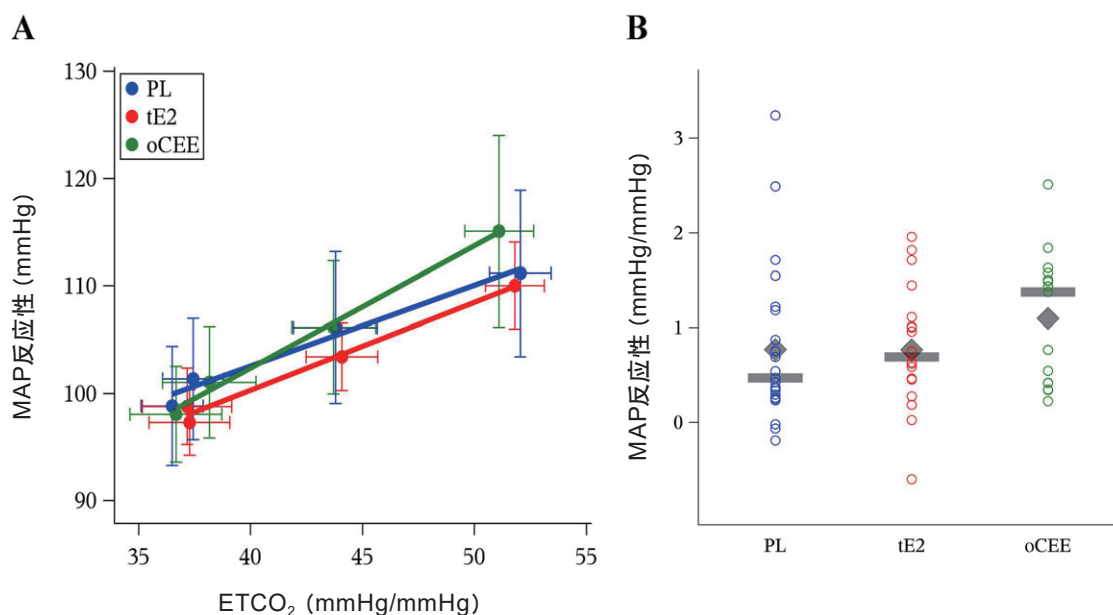 A
130
120
110
100
90
MAP反应性 (mmHg)
PL
tE2
oCEE
35
40
45
50
55
ETCO₂ (mmHg/mmHg)
B
3
2
1
0
MAP反应性 (mmHg/mmHg)
PL
tE2
oCEE